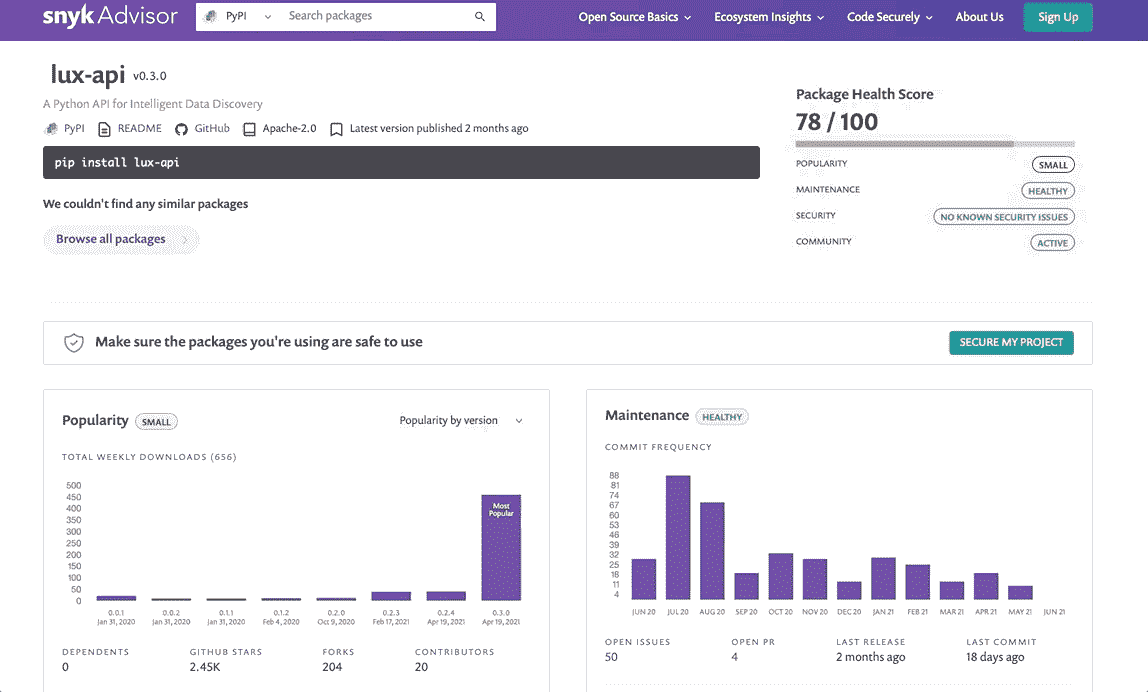 snyk Advisor
PyPI
Search packages
Open Source Basics
Ecosystem Insights
Code Securely
About Us
Sign Up
lux-api v0.3.0
A Python API for Intelligent Data Discovery
PyPI README GitHub Apache-2.0 Latest version published 2 months ago
pip install lux-api
We couldn't find any similar packages
Browse all packages
Package Health Score
78 / 100
POPULARITY SMALL
MAINTENANCE HEALTHY
SECURITY NO KNOWN SECURITY ISSUES
COMMUNITY ACTIVE
Make sure the packages you're using are safe to use
SECURE MY PROJECT
Popularity SMALL
Popularity by version
TOTAL WEEKLY DOWNLOADS (656)
500
450
400
350
300
250
200
150
100
50
0
Most
Popular
0.0.1 0.0.2 0.1.1 0.1.2 0.2.0 0.2.3 0.2.4 0.3.0
Jan 31, 2020 Jan 31, 2020 Jan 31, 2020 Feb 4, 2020 Oct 9, 2020 Feb 17, 2021 Apr 19, 2021 Apr 19, 2021
DEPENDENTS GITHUB STARS FORKS CONTRIBUTORS
0 2.45K 204 20
Maintenance HEALTHY
COMMIT FREQUENCY
88
81
74
67
60
53
46
39
32
25
18
11
4
JUN 20 JUL 20 AUG 20 SEP 20 OCT 20 NOV 20 DEC 20 JAN 21 FEB 21 MAR 21 APR 21 MAY 21 JUN 21
OPEN ISSUES OPEN PR LAST RELEASE LAST COMMIT
50 4 2 months ago 18 days ago